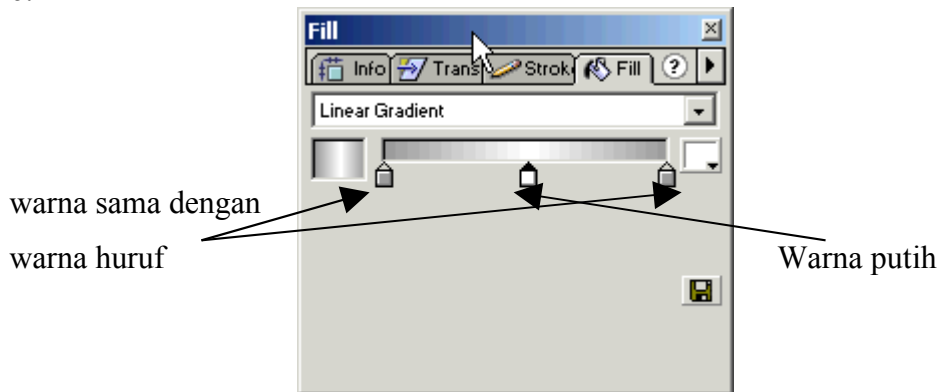 Fill
Info Trans Strok Fill ?
Linear Gradient
warna sama dengan
warna huruf
Warna putih